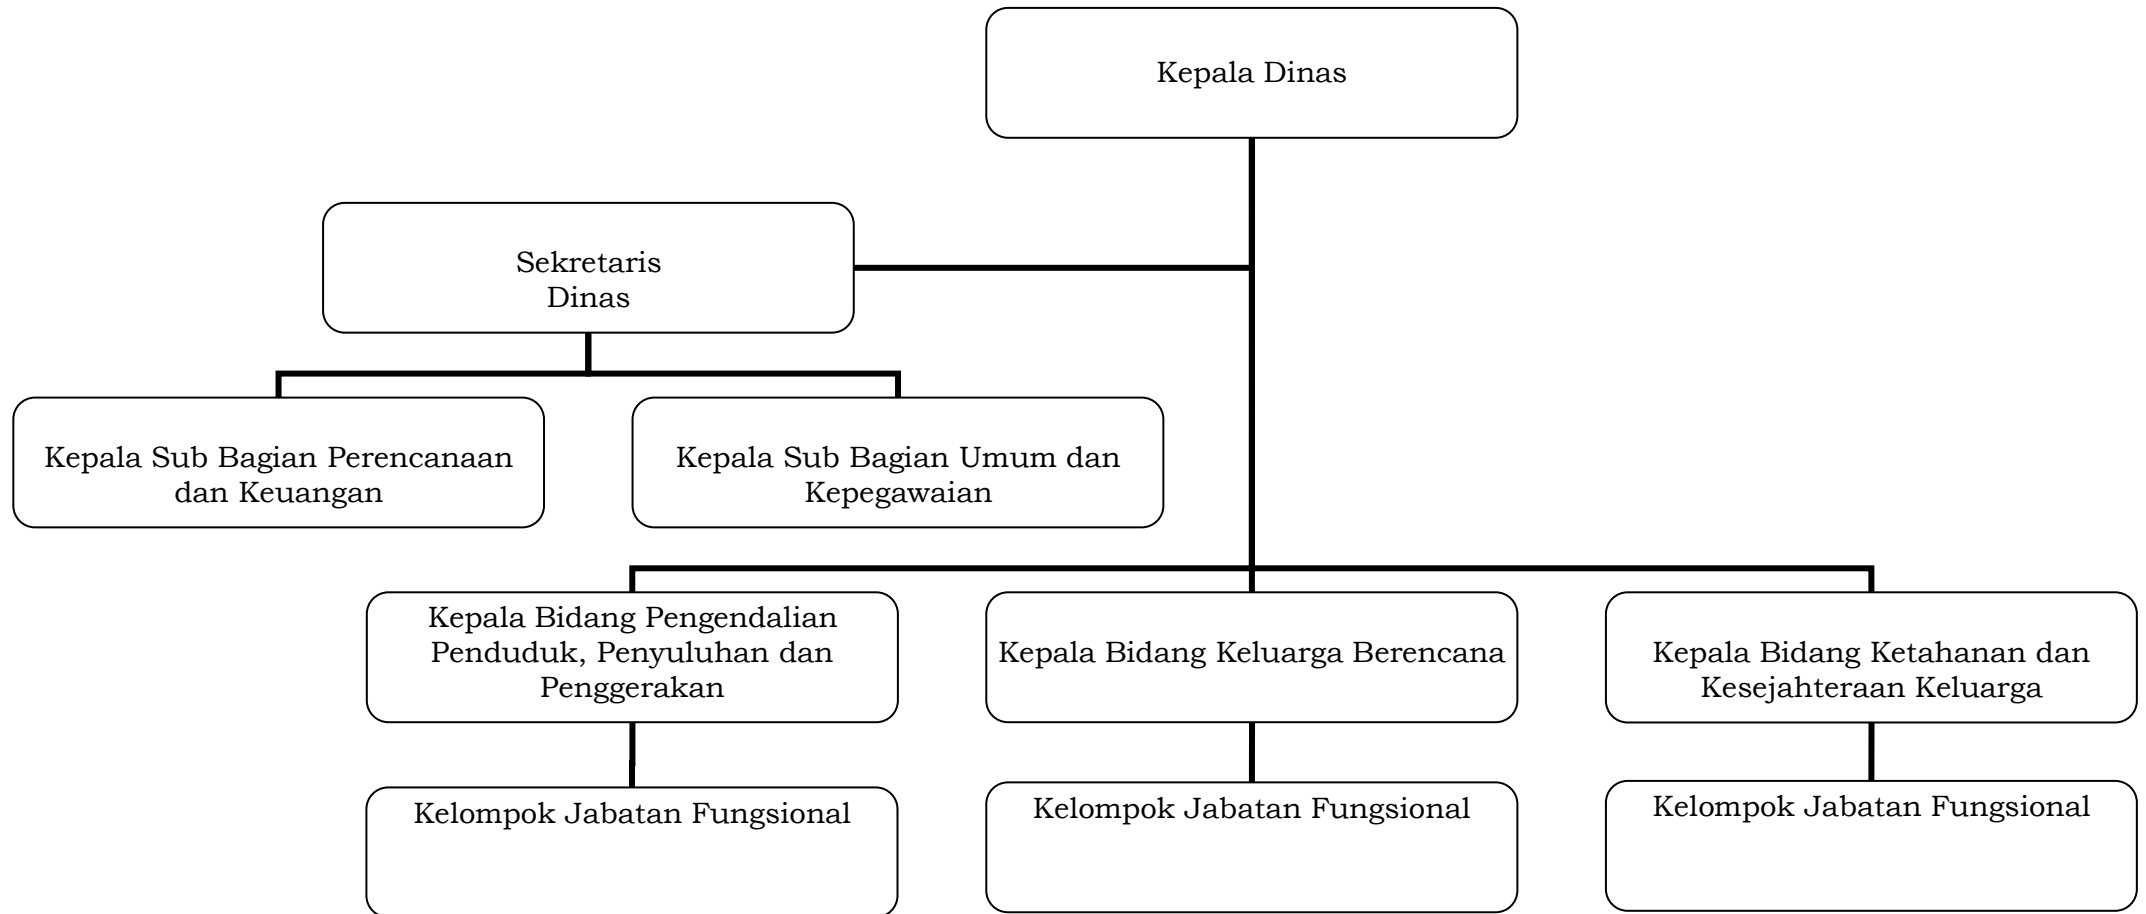 Kepala Dinas
Sekretaris
Dinas
Kepala Sub Bagian Perencanaan
dan Keuangan
Kepala Sub Bagian Umum dan
Kepegawaian
Kepala Bidang Pengendalian
Penduduk, Penyuluhan dan
Penggerakan
Kepala Bidang Keluarga Berencana
Kepala Bidang Ketahanan dan
Kesejahteraan Keluarga
Kelompok Jabatan Fungsional
Kelompok Jabatan Fungsional
Kelompok Jabatan Fungsional